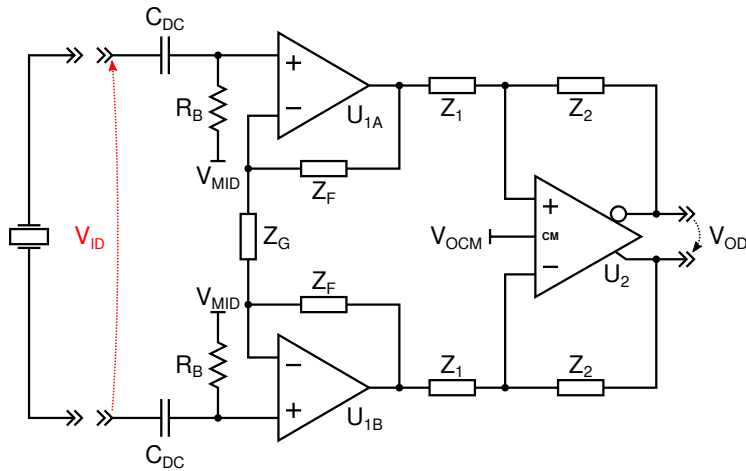 C_DC
R_B
V_MID
+
−
U_1A
Z_F
Z_1
Z_2
V_ID
Z_G
V_OCM
+
CM
−
U_2
V_OD
V_MID
Z_F
R_B
−
+
U_1B
Z_1
Z_2
C_DC